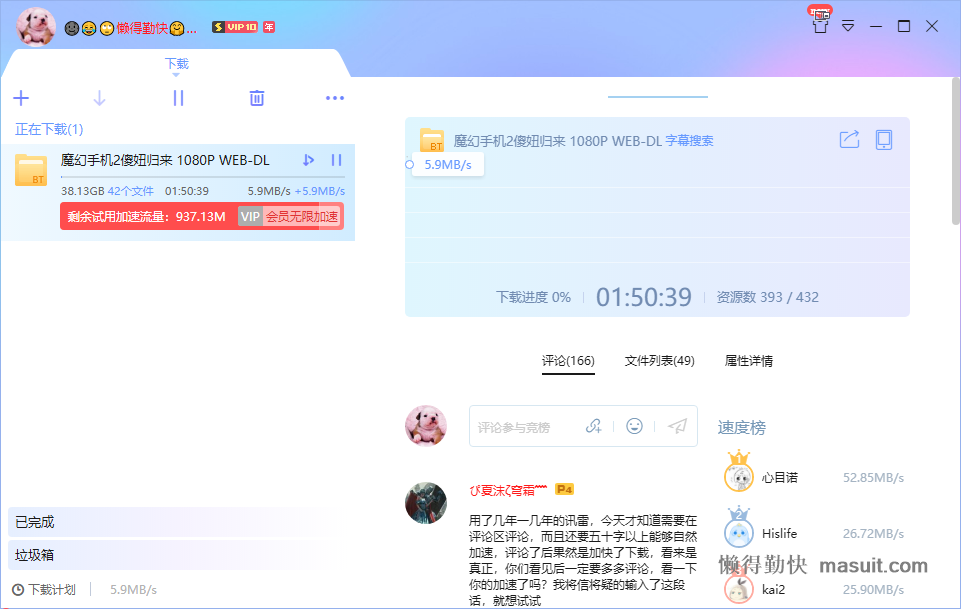 懒得勤快... VIP10 年
下载
正在下载(1)
魔幻手机2傻妞归来 1080P WEB-DL
BT
38.13GB 42个文件 01:50:39 5.9MB/s +5.9MB/s
剩余试用加速流量：937.13M VIP 会员无限加速
已完成
垃圾箱
下载计划 5.9MB/s
BT
魔幻手机2傻妞归来 1080P WEB-DL 字幕搜索
5.9MB/s
下载进度 0% 01:50:39 资源数 393 / 432
评论(166) 文件列表(49) 属性详情
评论参与竞榜
ぴ夏沫ζ穹霜 P4
用了几年一几年的讯雷，今天才知道需要在
评论区评论，而且还要五十字以上能够自然
加速，评论了后果然是加快了下载，看来是
真正，你们看见后一定要多多评论，看一下
你的加速了吗？我将信将疑的输入了这段
话，就想试试
速度榜
1
心目诺 52.85MB/s
2
Hislife 26.72MB/s
懒得勤快 masuit.com
kai2 25.90MB/s